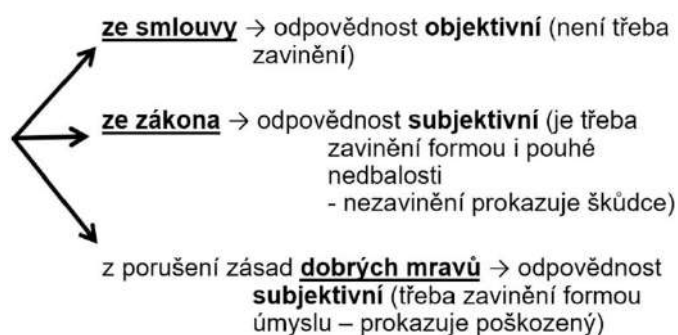 ze smlouvy → odpovědnost objektivní (není třeba
zavinění)
ze zákona → odpovědnost subjektivní (je třeba
zavinění formou i pouhé
nedbalosti
- nezavinění prokazuje škůdce)
z porušení zásad dobrých mravů → odpovědnost
subjektivní (třeba zavinění formou
úmyslu – prokazuje poškozený)